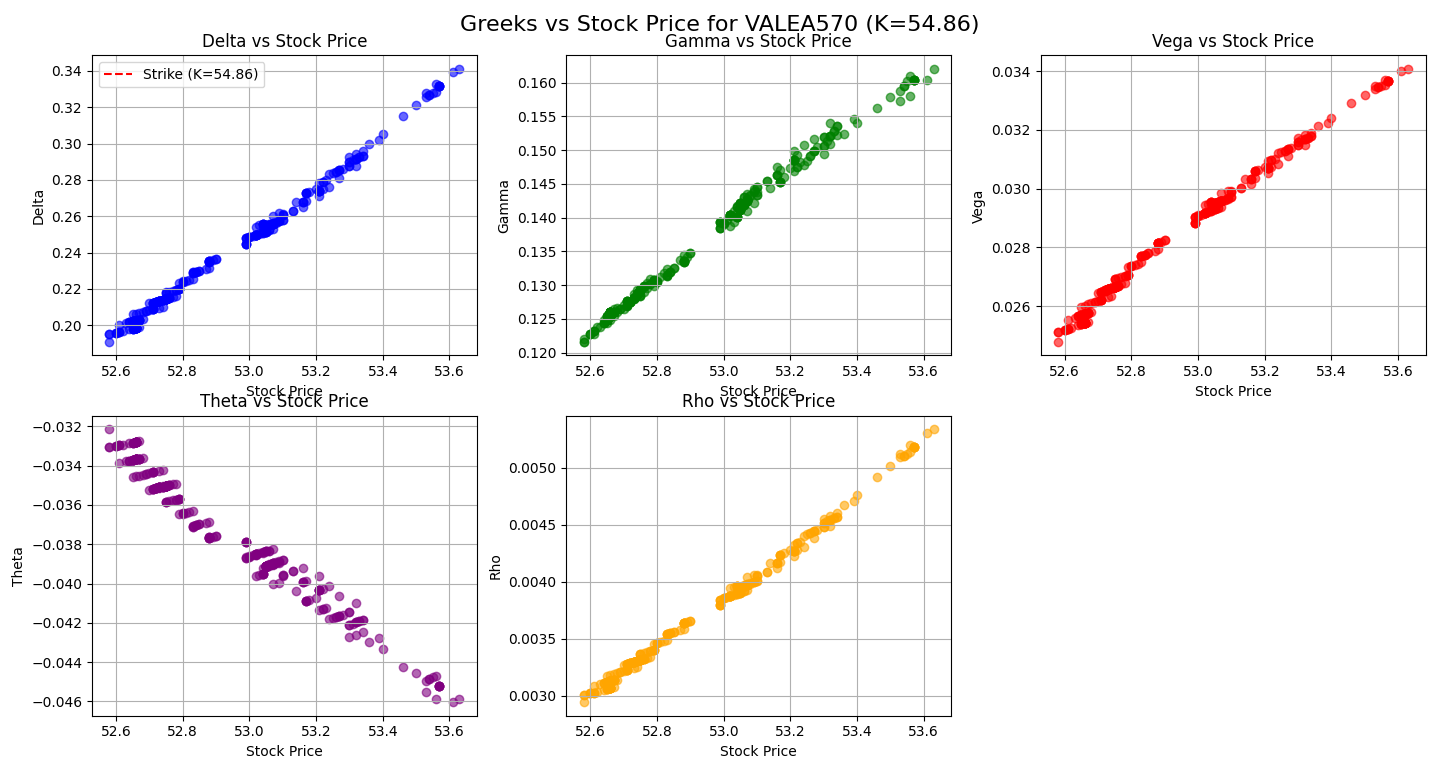 Greeks vs Stock Price for VALEA570 (K=54.86)
Delta vs Stock Price
Gamma vs Stock Price
Vega vs Stock Price
Strike (K=54.86)
Delta
0.34
0.32
0.30
0.28
0.26
0.24
0.22
0.20
52.6 52.8 53.0 53.2 53.4 53.6
Stock Price
Gamma
0.160
0.155
0.150
0.145
0.140
0.135
0.130
0.125
0.120
52.6 52.8 53.0 53.2 53.4 53.6
Stock Price
Vega
0.034
0.032
0.030
0.028
0.026
52.6 52.8 53.0 53.2 53.4 53.6
Stock Price
Theta vs Stock Price
Rho vs Stock Price
Theta
−0.032
−0.034
−0.036
−0.038
−0.040
−0.042
−0.044
−0.046
52.6 52.8 53.0 53.2 53.4 53.6
Stock Price
Rho
0.0050
0.0045
0.0040
0.0035
0.0030
52.6 52.8 53.0 53.2 53.4 53.6
Stock Price